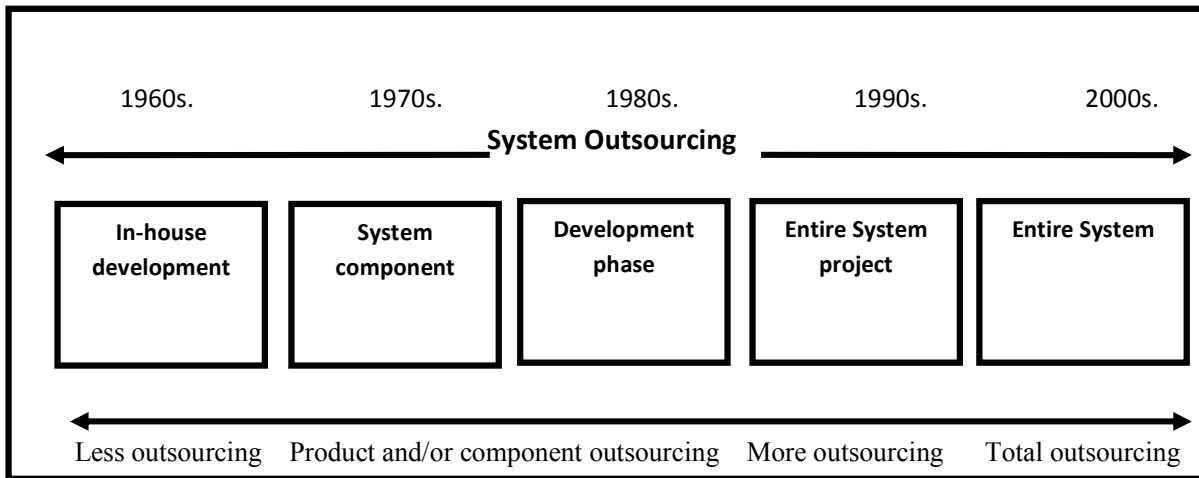 1960s. 1970s. 1980s. 1990s. 2000s.
System Outsourcing
In-house
development
System
component
Development
phase
Entire System
project
Entire System
Less outsourcing Product and/or component outsourcing More outsourcing Total outsourcing